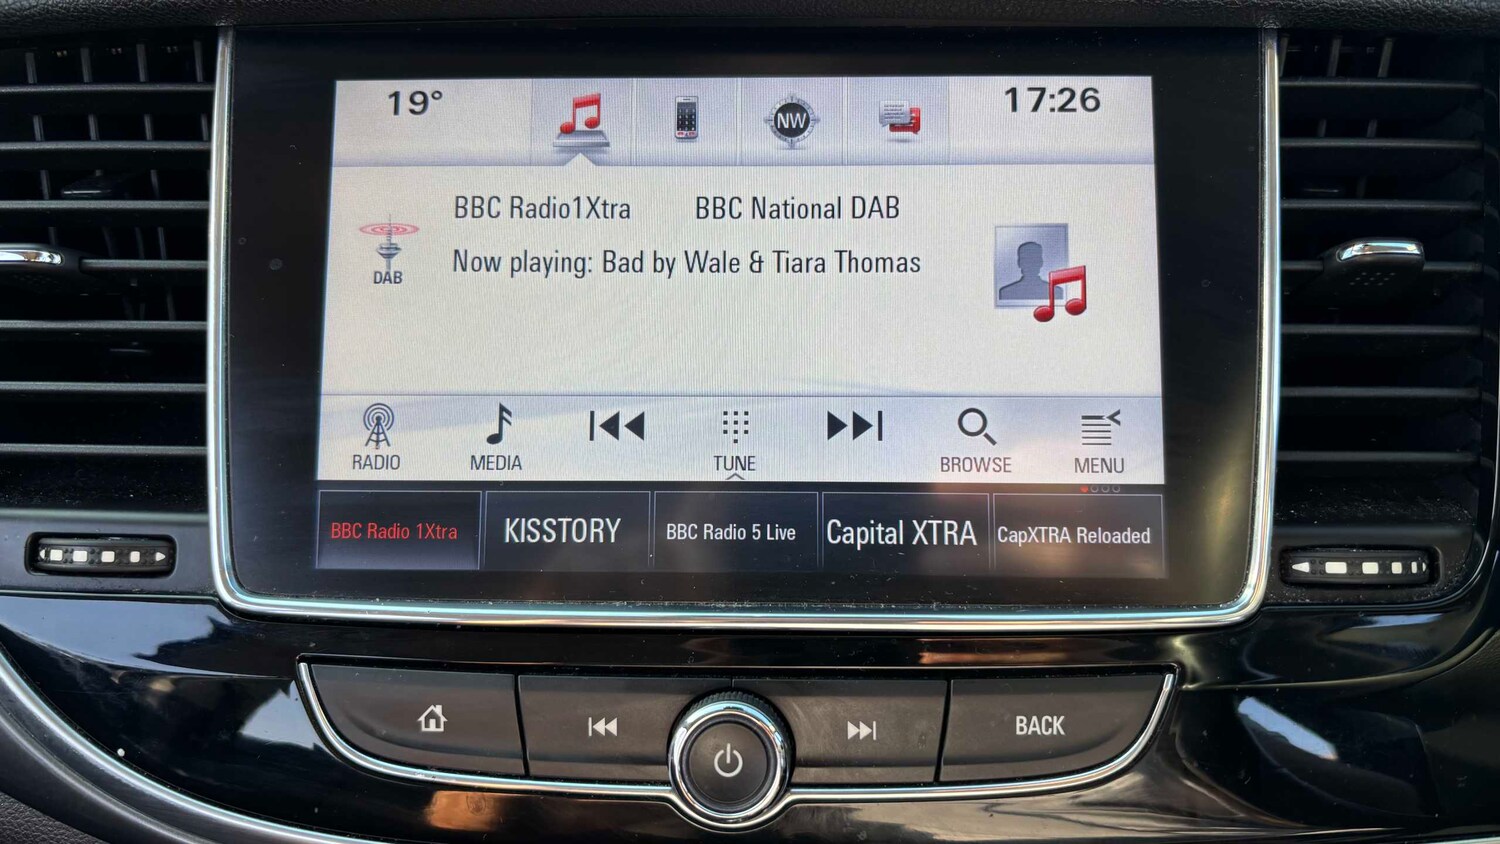 19° NW 17:26
BBC Radio1Xtra BBC National DAB
Now playing: Bad by Wale & Tiara Thomas
DAB
RADIO MEDIA TUNE BROWSE MENU
BBC Radio 1Xtra KISSTORY BBC Radio 5 Live Capital XTRA CapXTRA Reloaded
BACK